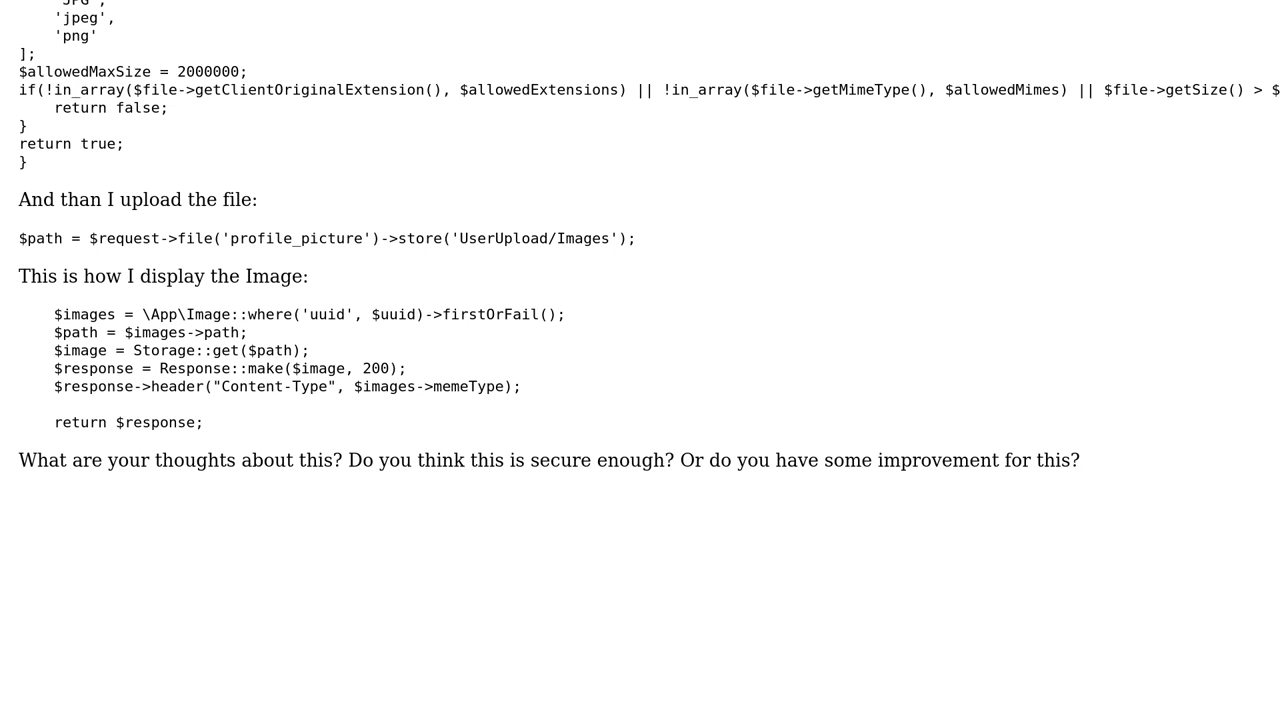 'JPG',
'jpeg',
'png'
];
$allowedMaxSize = 2000000;
if(!in_array($file->getClientOriginalExtension(), $allowedExtensions) || !in_array($file->getMimeType(), $allowedMimes) || $file->getSize() > $
return false;
}
return true;
}
And than I upload the file:
$path = $request->file('profile_picture')->store('UserUpload/Images');
This is how I display the Image:
$images = \App\Image::where('uuid', $uuid)->firstOrFail();
$path = $images->path;
$image = Storage::get($path);
$response = Response::make($image, 200);
$response->header("Content-Type", $images->memeType);
return $response;
What are your thoughts about this? Do you think this is secure enough? Or do you have some improvement for this?